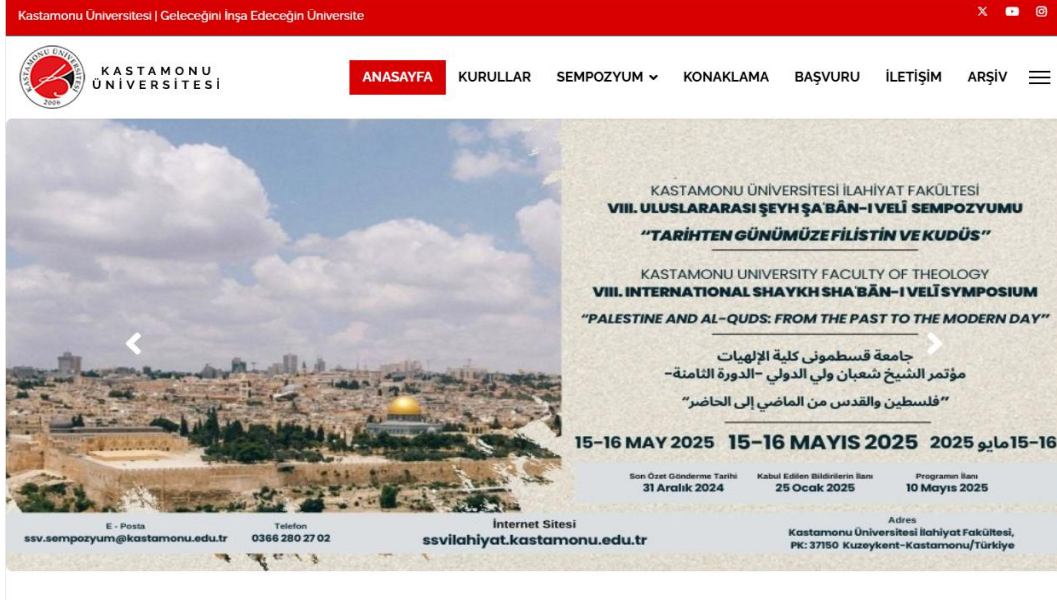 Kastamonu Üniversitesi | Geleceğini İnşa Edeceğin Üniversite
KASTAMONU ÜNİVERSİTESİ
2006
KASTAMONU
ÜNİVERSİTESİ
ANASAYFA KURULLAR SEMPOZYUM KONAKLAMA BAŞVURU İLETİŞİM ARŞİV
KASTAMONU ÜNİVERSİTESİ İLAHİYAT FAKÜLTESİ
VIII. ULUSLARARASI ŞEYH ŞA'BÂN-I VELÎ SEMPOZYUMU
“TARİHTEN GÜNÜMÜZE FİLİSTİN VE KUDÜS”
KASTAMONU UNIVERSITY FACULTY OF THEOLOGY
VIII. INTERNATIONAL SHAYKH SHA'BĀN-I VELĪ SYMPOSIUM
“PALESTINE AND AL-QUDS: FROM THE PAST TO THE MODERN DAY”
جامعة قسطموني كلية الإلهيات
مؤتمر الشيخ شعبان ولي الدولي -الدورة الثامنة-
“فلسطين والقدس من الماضي إلى الحاضر”
15-16 MAY 2025 15-16 MAYIS 2025 15-16 مايو 2025
Son Özet Gönderme Tarihi Kabul Edilen Bildirilerin İlanı Programın İlanı
31 Aralık 2024 25 Ocak 2025 10 Mayıs 2025
E - Posta Telefon İnternet Sitesi Adres
ssv.sempozyum@kastamonu.edu.tr 0366 280 27 02 ssvilahiyat.kastamonu.edu.tr Kastamonu Üniversitesi İlahiyat Fakültesi,
PK: 37150 Kuzeykent-Kastamonu/Türkiye